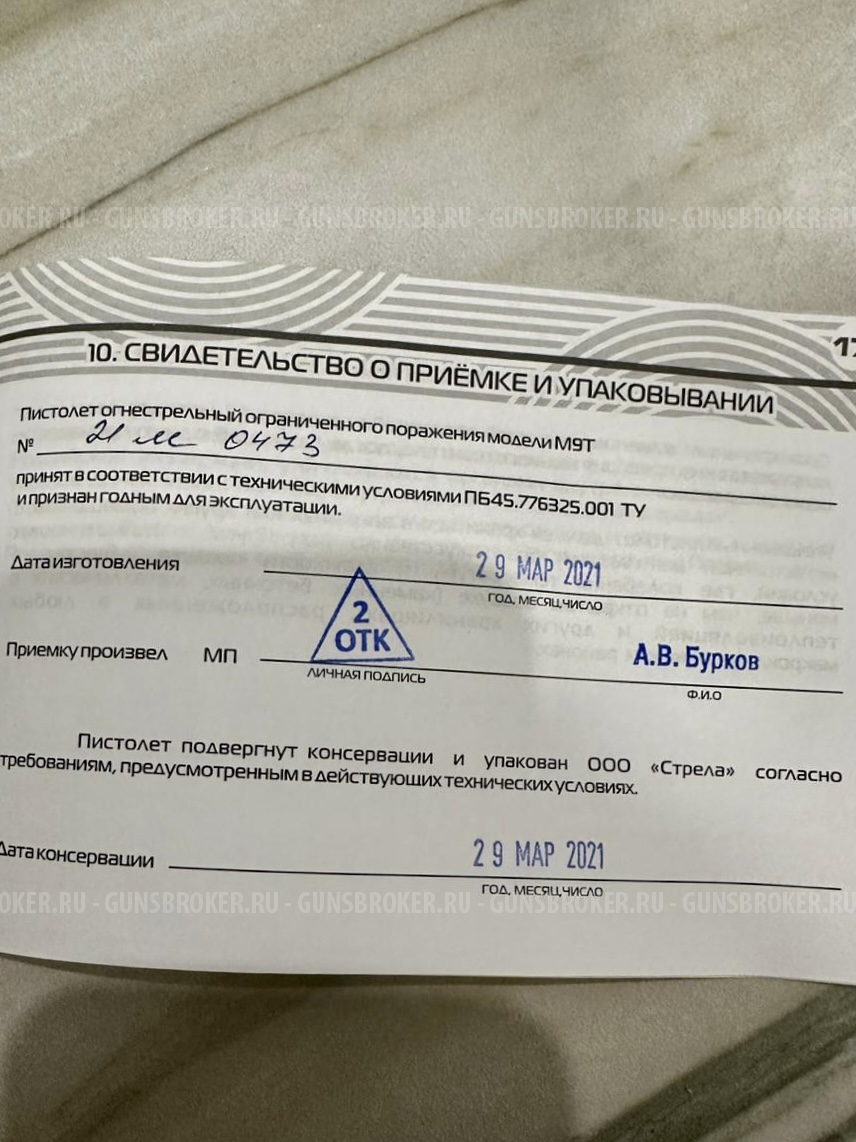 OKER.RU - GUNSBROKER.RU - GUNSBROKER.RU - GUNSBROKER.RU
17
10. СВИДЕТЕЛЬСТВО О ПРИЁМКЕ И УПАКОВЫВАНИИ
Пистолет огнестрельный ограниченного поражения модели М9Т
№ 21 м 0473
принят в соответствии с техническими условиями ПБ45.776325.001 ТУ
и признан годным для эксплуатации.
Дата изготовления 29 МАР 2021
ГОД, МЕСЯЦ,ЧИСЛО
2
ОТК
Приемку произвел МП А.В. Бурков
ЛИЧНАЯ ПОДПИСЬ Ф.И.О
Пистолет подвергнут консервации и упакован ООО «Стрела» согласно
требованиям, предусмотренным в действующих технических условиях.
Дата консервации 29 МАР 2021
ГОД, МЕСЯЦ,ЧИСЛО
OKER.RU - GUNSBROKER.RU - GUNSBROKER.RU - GUNSBROKER.RU